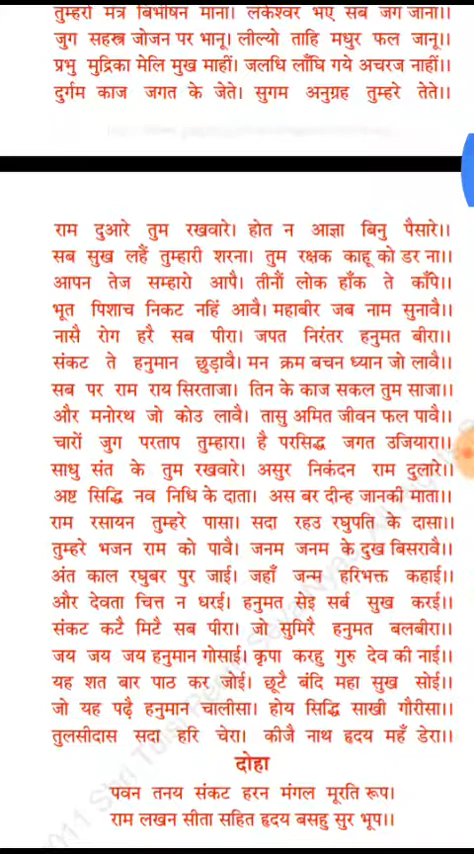 तुम्हरो मंत्र बिभीषन माना। लंकेश्वर भए सब जग जाना।।
जुग सहस्त्र जोजन पर भानू। लील्यो ताहि मधुर फल जानू।।
प्रभु मुद्रिका मेलि मुख माहीं। जलधि लाँघि गये अचरज नाहीं।।
दुर्गम काज जगत के जेते। सुगम अनुग्रह तुम्हरे तेते।।
राम दुआरे तुम रखवारे। होत न आज्ञा बिनु पैसारे।।
सब सुख लहैं तुम्हारी शरना। तुम रक्षक काहू को डर ना।।
आपन तेज सम्हारो आपै। तीनौं लोक हाँक ते काँपै।।
भूत पिशाच निकट नहिं आवै। महाबीर जब नाम सुनावै।।
नासै रोग हरै सब पीरा। जपत निरंतर हनुमत बीरा।।
संकट ते हनुमान छुड़ावै। मन क्रम बचन ध्यान जो लावै।।
सब पर राम राय सिरताजा। तिन के काज सकल तुम साजा।।
और मनोरथ जो कोउ लावै। तासु अमित जीवन फल पावै।।
चारों जुग परताप तुम्हारा। है परसिद्ध जगत उजियारा।।
साधु संत के तुम रखवारे। असुर निकंदन राम दुलारे।।
अष्ट सिद्धि नव निधि के दाता। अस बर दीन्ह जानकी माता।।
राम रसायन तुम्हरे पासा। सदा रहउ रघुपति के दासा।।
तुम्हरे भजन राम को पावै। जनम जनम के दुख बिसरावै।।
अंत काल रघुबर पुर जाई। जहाँ जन्म हरिभक्त कहाई।।
और देवता चित्त न धरई। हनुमत सेइ सर्ब सुख करई।।
संकट कटै मिटै सब पीरा। जो सुमिरै हनुमत बलबीरा।।
जय जय जय हनुमान गोसाईं। कृपा करहु गुरु देव की नाईं।।
यह शत बार पाठ कर जोई। छूटै बंदि महा सुख सोई।।
जो यह पढ़ै हनुमान चालीसा। होय सिद्धि साखी गौरीसा।।
तुलसीदास सदा हरि चेरा। कीजै नाथ हृदय महँ डेरा।।
दोहा
पवन तनय संकट हरन मंगल मूरति रूप।
राम लखन सीता सहित हृदय बसहु सुर भूप।।